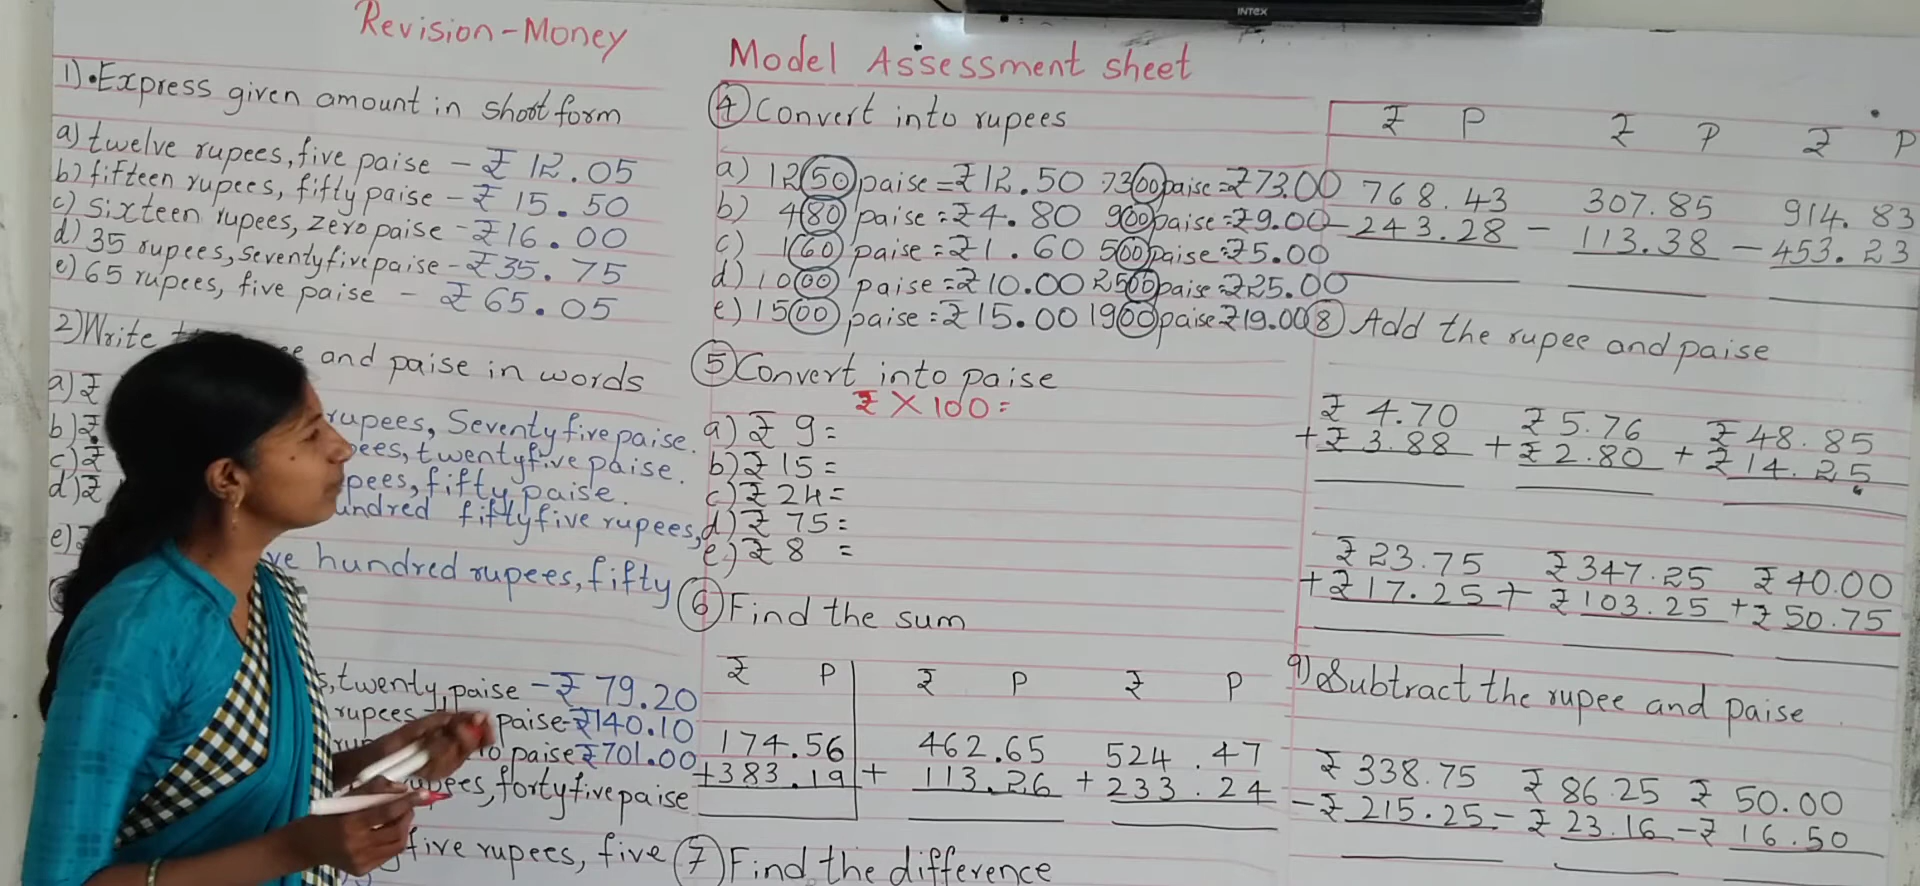 INTEX
Revision-Money
Model Assessment sheet
1) Express given amount in short form
a) twelve rupees, five paise - ₹ 12.05
b) fifteen rupees, fifty paise - ₹ 15.50
c) Sixteen rupees, zero paise - ₹16.00
d) 35 rupees, seventyfive paise - ₹35.75
e) 65 rupees, five paise - ₹ 65.05
2) Write and paise in words
a) ₹
b) ₹ rupees, Seventyfive paise.
c) ₹ twentyfive paise.
d) ₹ fifty paise.
fiftyfive rupees,
e) hundred rupees, fifty
twenty paise - ₹ 79.20
rupees paise - ₹140.10
paise ₹701.00
rupees, fortyfive paise
five rupees, five
4 Convert into rupees
a) 1250 paise = ₹12.50 7300 paise = ₹73.00
b) 480 paise = ₹4.80 900 paise = ₹9.00
c) 160 paise = ₹1.60 500 paise = ₹5.00
d) 1000 paise = ₹10.00 2500 paise = ₹25.00
e) 1500 paise = ₹15.00 1900 paise ₹19.00
5 Convert into paise
₹ X 100 =
a) ₹ 9 =
b) ₹ 15 =
c) ₹ 24 =
d) ₹ 75 =
e) ₹ 8 =
6 Find the sum
₹ P ₹ P ₹ P
174.56 462.65 524.47
+383.19 + 113.26 + 233.24
7 Find the difference
₹ P ₹ P ₹ P
768.43 307.85 914.83
- 243.28 - 113.38 - 453.23
8 Add the rupee and paise
₹ 4.70 ₹ 5.76 ₹ 48.85
+ ₹ 3.88 + ₹ 2.80 + ₹ 14.25
₹ 23.75 ₹ 347.25 ₹ 40.00
+ ₹ 17.25 + ₹ 103.25 + ₹ 50.75
9) Subtract the rupee and paise
₹ 338.75 ₹ 86.25 ₹ 50.00
- ₹ 215.25 - ₹ 23.16 - ₹ 16.50